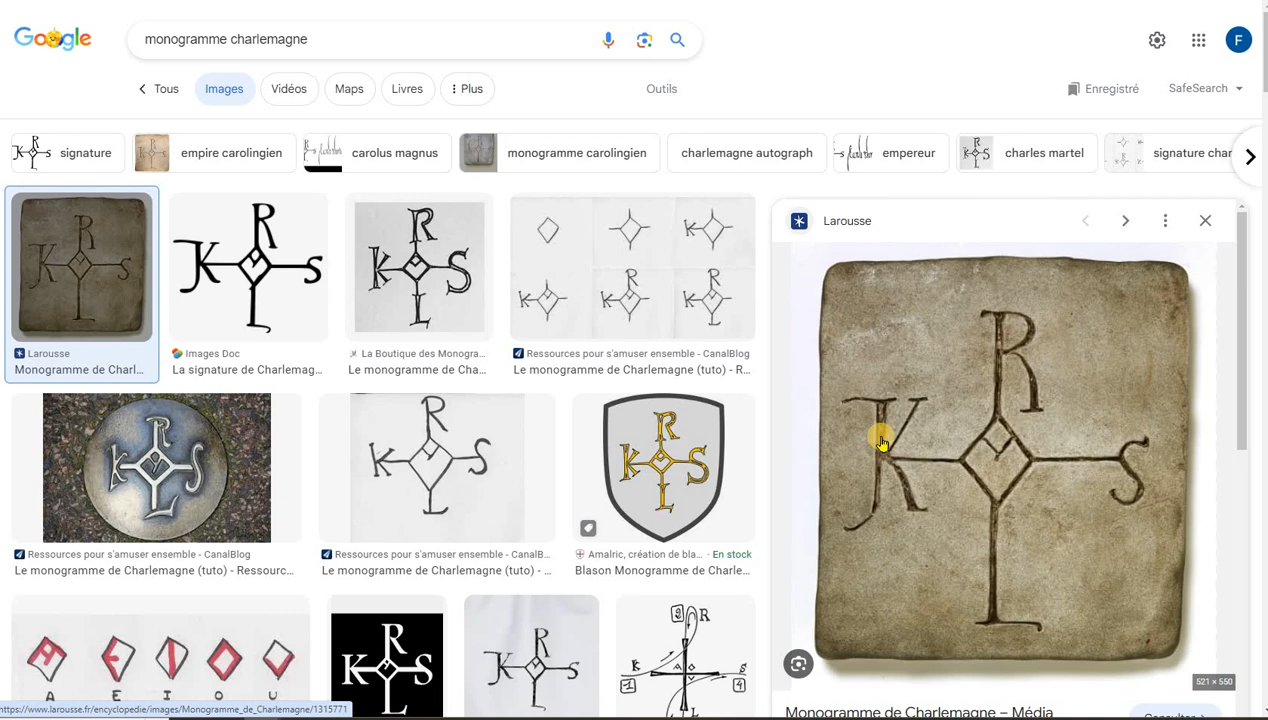 Google
monogramme charlemagne
F
Tous
Images
Vidéos
Maps
Livres
Plus
Outils
Enregistré
SafeSearch
signature
empire carolingien
carolus magnus
monogramme carolingien
charlemagne autograph
empereur
charles martel
signature char
Larousse
R
K
S
L
R
K
S
L
R
K
S
L
K
K
R
K
R
K
L
R
K
S
L
Larousse
Monogramme de Charl...
Images Doc
La signature de Charlemag...
La Boutique des Monogra...
Le monogramme de Cha...
Ressources pour s'amuser ensemble - CanalBlog
Le monogramme de Charlemagne (tuto) - R...
R
K
S
L
R
K
S
L
R
K
S
L
Ressources pour s'amuser ensemble - CanalBlog
Le monogramme de Charlemagne (tuto) - Ressourc...
Ressources pour s'amuser ensemble - CanalB...
Le monogramme de Charlemagne (tuto) - ...
Amalric, création de bla... · En stock
Blason Monogramme de Charle...
A
E
I
O
U
R
K
S
L
R
K
S
L
2 R
K
1
A
O
V
S
4
L
521 × 550
https://www.larousse.fr/encyclopedie/images/Monogramme_de_Charlemagne/1315771
Monogramme de Charlemagne – Média
Consulter